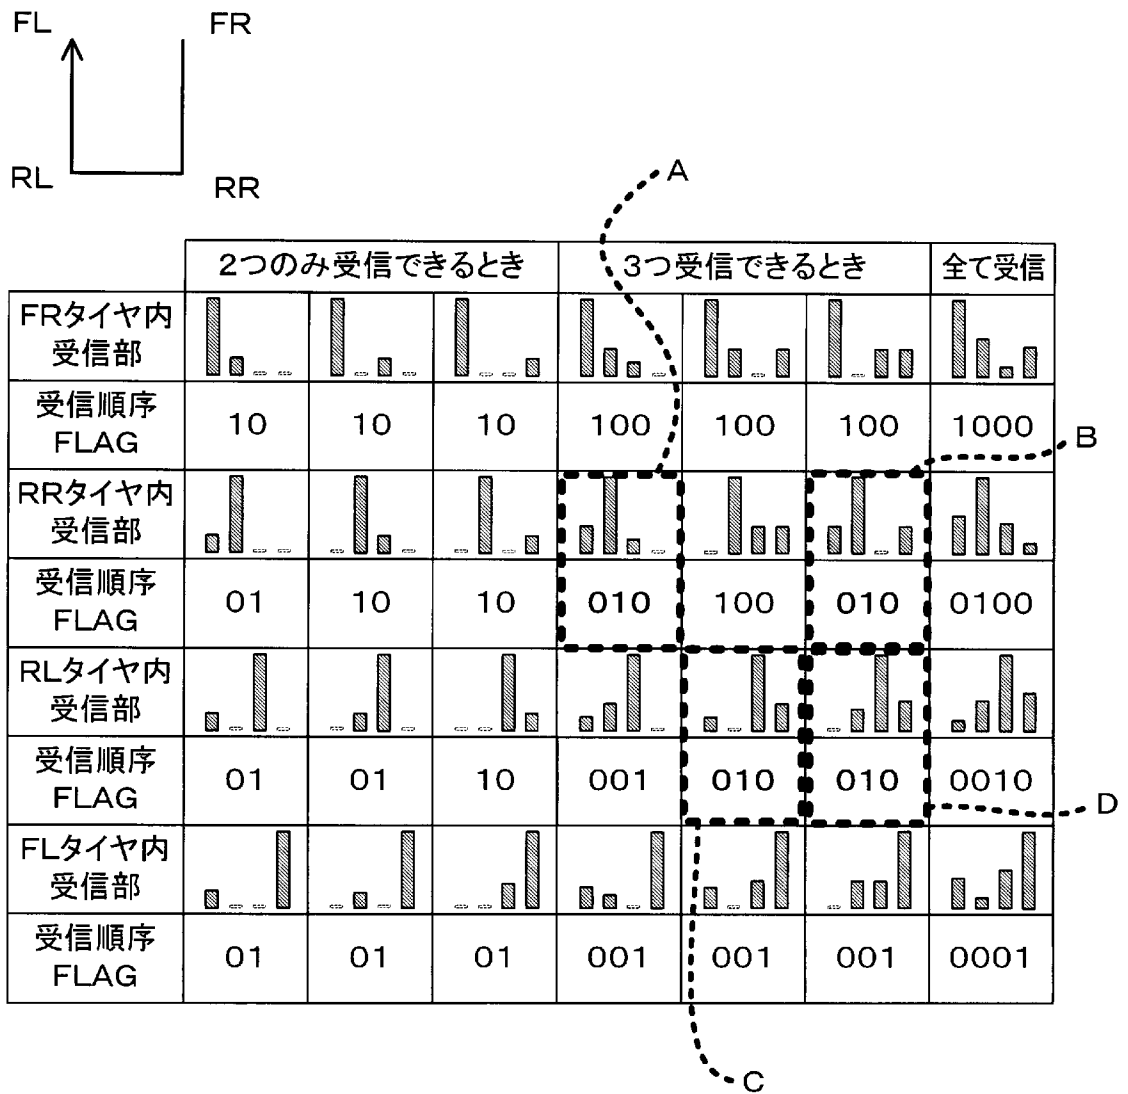 FL FR
RL RR
A
2つのみ受信できるとき 3つ受信できるとき 全て受信
FRタイヤ内
受信部
受信順序
FLAG
10 10 10 100 100 100 1000
B
RRタイヤ内
受信部
受信順序
FLAG
01 10 10 010 100 010 0100
RLタイヤ内
受信部
受信順序
FLAG
01 01 10 001 010 010 0010
D
FLタイヤ内
受信部
受信順序
FLAG
01 01 01 001 001 001 0001
C